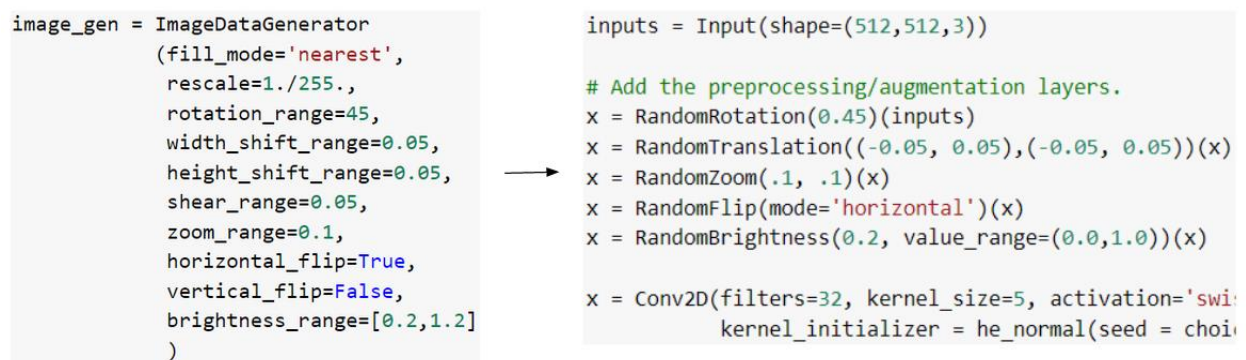 image_gen = ImageDataGenerator
(fill_mode='nearest',
rescale=1./255.,
rotation_range=45,
width_shift_range=0.05,
height_shift_range=0.05,
shear_range=0.05,
zoom_range=0.1,
horizontal_flip=True,
vertical_flip=False,
brightness_range=[0.2,1.2]
)
inputs = Input(shape=(512,512,3))
# Add the preprocessing/augmentation layers.
x = RandomRotation(0.45)(inputs)
x = RandomTranslation((-0.05, 0.05),(-0.05, 0.05))(x)
x = RandomZoom(.1, .1)(x)
x = RandomFlip(mode='horizontal')(x)
x = RandomBrightness(0.2, value_range=(0.0,1.0))(x)
x = Conv2D(filters=32, kernel_size=5, activation='swi
kernel_initializer = he_normal(seed = choi